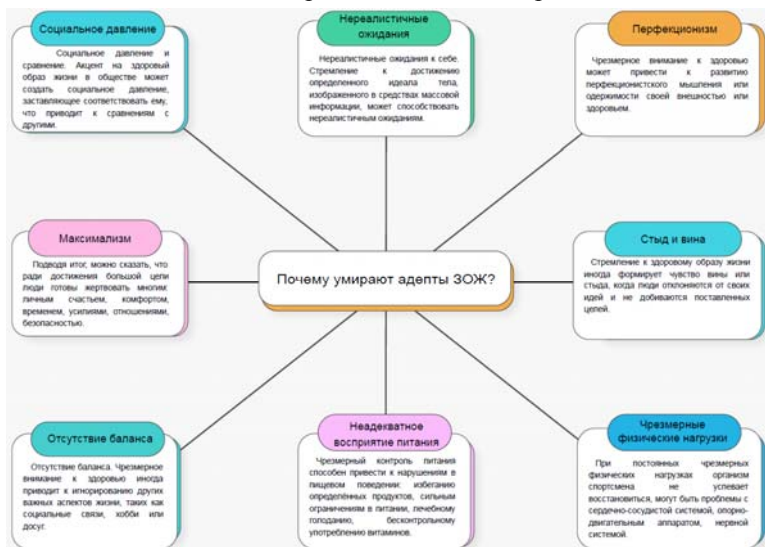 Социальное давление
Социальное давление и
сравнение. Акцент на здоровый
образ жизни в обществе может
создать социальное давление,
заставляющее соответствовать ему,
что приводит к сравнениям с
другими.
Нереалистичные
ожидания
Нереалистичные ожидания к себе.
Стремление к достижению
определенного идеала тела,
изображенного в средствах массовой
информации, может способствовать
нереалистичным ожиданиям.
Перфекционизм
Чрезмерное внимание к здоровью
может привести к развитию
перфекционистского мышления или
одержимости своей внешностью или
здоровьем.
Максимализм
Подводя итог, можно сказать, что
ради достижения большой цели
люди готовы жертвовать многим:
личным счастьем, комфортом,
временем, усилиями, отношениями,
безопасностью.
Почему умирают адепты ЗОЖ?
Стыд и вина
Стремление к здоровому образу жизни
иногда формирует чувство вины или
стыда, когда люди отклоняются от своих
идей и не добиваются поставленных
целей.
Отсутствие баланса
Отсутствие баланса. Чрезмерное
внимание к здоровью иногда
приводит к игнорированию других
важных аспектов жизни, таких как
социальные связи, хобби или
досуг.
Неадекватное
восприятие питания
Чрезмерный контроль питания
способен привести к нарушениям в
пищевом поведении: избеганию
определённых продуктов, сильным
ограничениям в питании, лечебному
голоданию, бесконтрольному
употреблению витаминов.
Чрезмерные
физические нагрузки
При постоянных чрезмерных
физических нагрузках организм
спортсмена не успевает
восстановиться, могут быть проблемы с
сердечно-сосудистой системой, опорно-
двигательным аппаратом, нервной
системой.